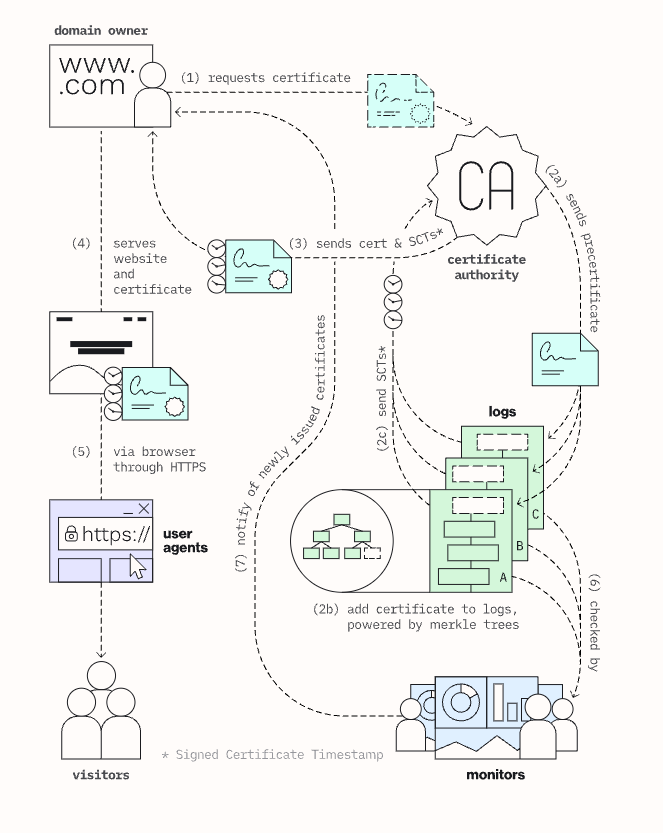 domain owner
www.
.com
(1) requests certificate
CA
certificate
authority
(2a) sends precertificate
(3) sends cert & SCTs*
(4) serves
website
and
certificate
(2c) send SCTs*
logs
C
B
A
(2b) add certificate to logs,
powered by merkle trees
(5) via browser
through HTTPS
https://
user
agents
(6) checked by
(7) notify of newly issued certificates
visitors
* Signed Certificate Timestamp
monitors